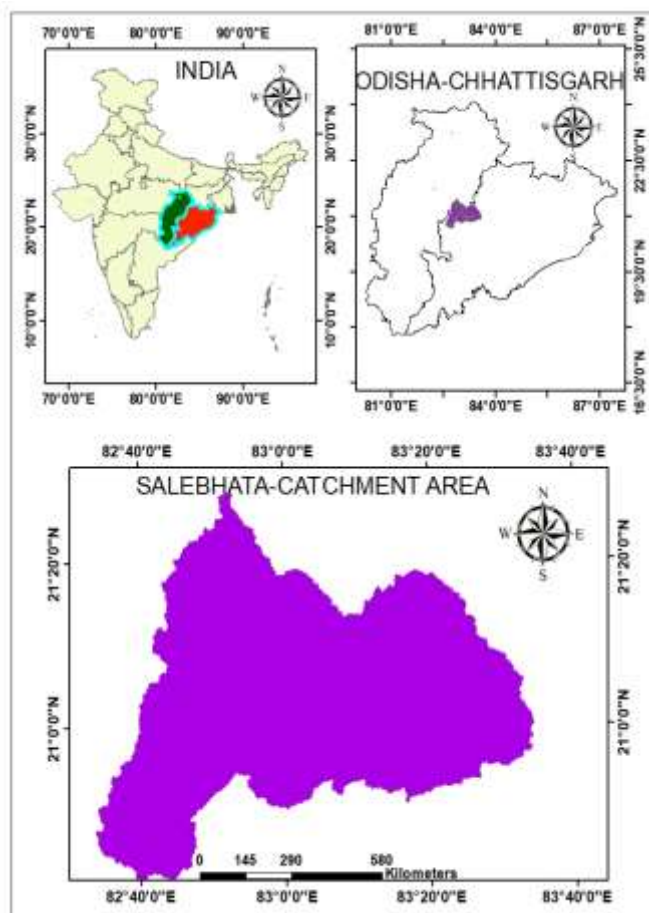 70°0'0"E 80°0'0"E 90°0'0"E
INDIA
N
W E
S
30°0'0"N
20°0'0"N
10°0'0"N
30°0'0"N
20°0'0"N
10°0'0"N
70°0'0"E 80°0'0"E 90°0'0"E
81°0'0"E 84°0'0"E 87°0'0"E
ODISHA-CHHATTISGARH
N
W E
S
25°30'0"N
22°30'0"N
19°30'0"N
16°30'0"N
81°0'0"E 84°0'0"E 87°0'0"E
82°40'0"E 83°0'0"E 83°20'0"E 83°40'0"E
SALEBHATA-CATCHMENT AREA
N
W E
S
21°20'0"N
21°0'0"N
21°20'0"N
21°0'0"N
0 145 290 580
Kilometers
82°40'0"E 83°0'0"E 83°20'0"E 83°40'0"E